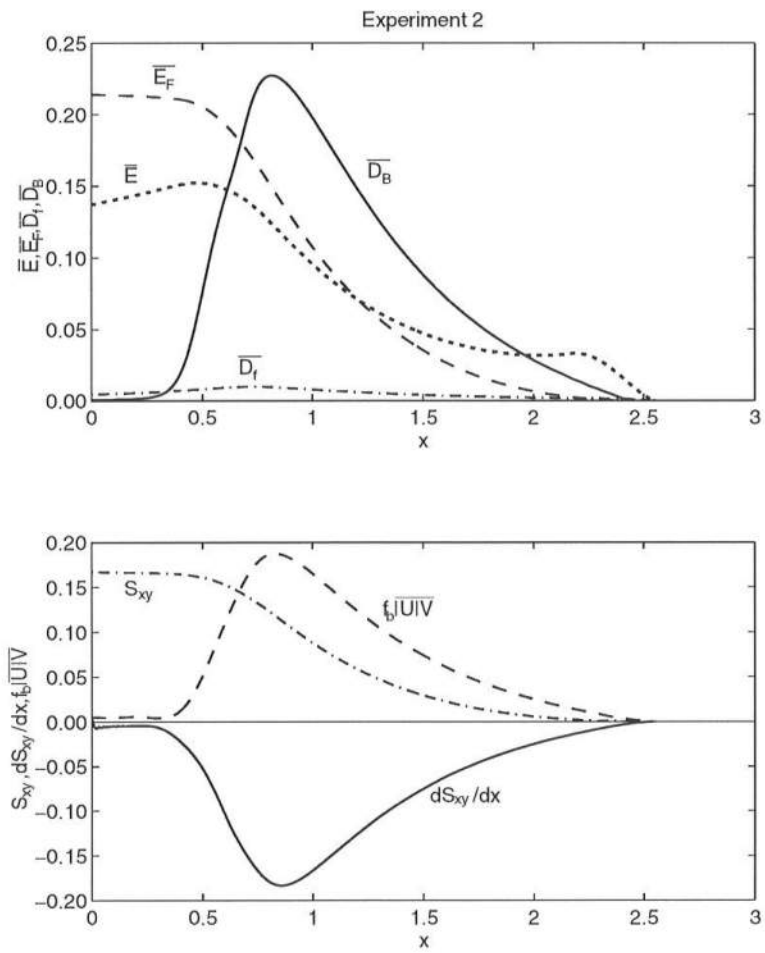 Experiment 2
E̅,E̅_F̅,D̅_f̅,D̅_B̅
0.25
0.20
0.15
0.10
0.05
0.00
E̅_F̅
E̅
D̅_B̅
D̅_f̅
0 0.5 1 1.5 2 2.5 3
x
S_xy,dS_xy/dx,f_b|U|V̅
0.20
0.15
0.10
0.05
0.00
−0.05
−0.10
−0.15
−0.20
S_xy
f_b|U|V̅
dS_xy/dx
0 0.5 1 1.5 2 2.5 3
x